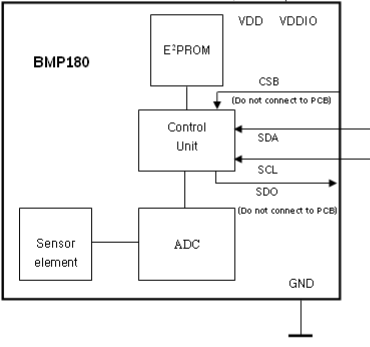 VDD VDDIO
E²PROM
BMP180
CSB
(Do not connect to PCB)
Control
Unit
SDA
SCL
SDO
(Do not connect to PCB)
Sensor
element
ADC
GND